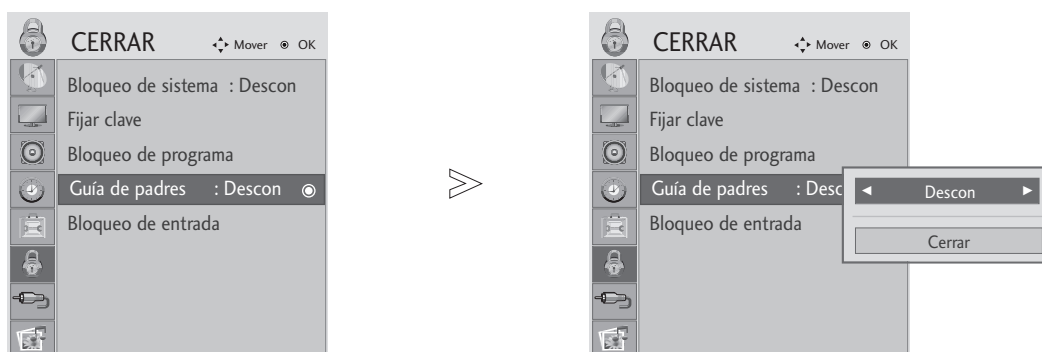 CERRAR Mover OK
Bloqueo de sistema : Descon
Fijar clave
Bloqueo de programa
Guía de padres : Descon
Bloqueo de entrada
CERRAR Mover OK
Bloqueo de sistema : Descon
Fijar clave
Bloqueo de programa
Guía de padres : Desc
Bloqueo de entrada
Descon
Cerrar